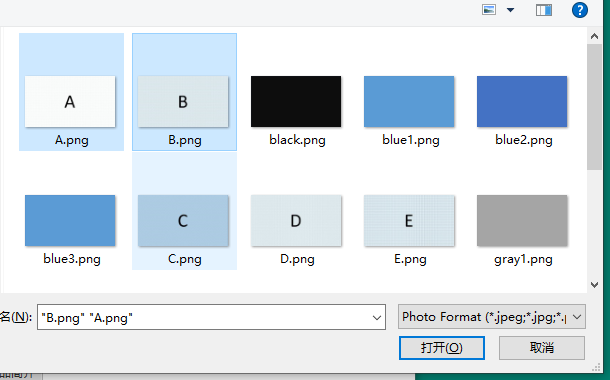 A
B
A.png
B.png
black.png
blue1.png
blue2.png
C
D
E
blue3.png
C.png
D.png
E.png
gray1.png
名(N):
"B.png" "A.png"
Photo Format (*.jpeg;*.jpg;*.
打开(O)
取消